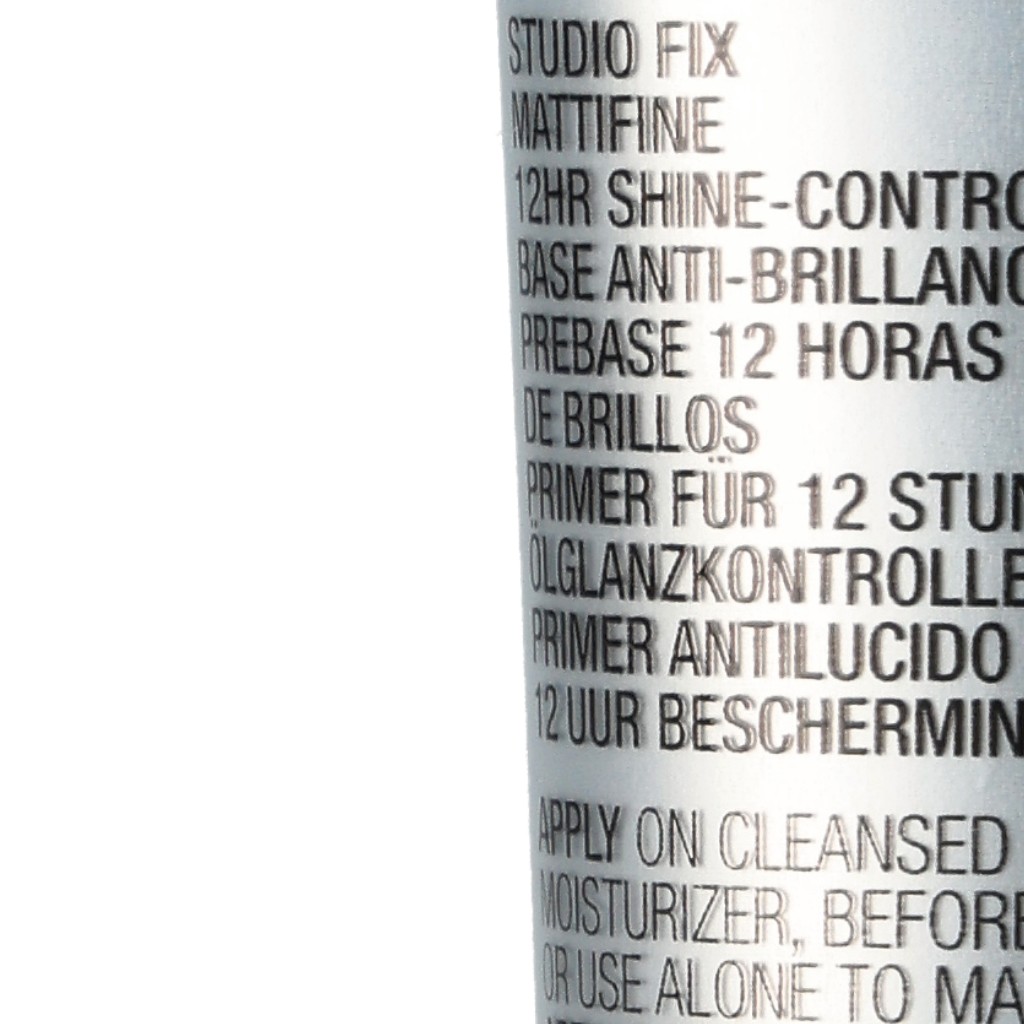 STUDIO FIX
MATTIFINE
12HR SHINE-CONTRO
BASE ANTI-BRILLANC
PREBASE 12 HORAS
DE BRILLOS
PRIMER FÜR 12 STUN
ÖLGLANZKONTROLLE
PRIMER ANTILUCIDO
12 UUR BESCHERMIN
APPLY ON CLEANSED
MOISTURIZER, BEFORE
OR USE ALONE TO MA